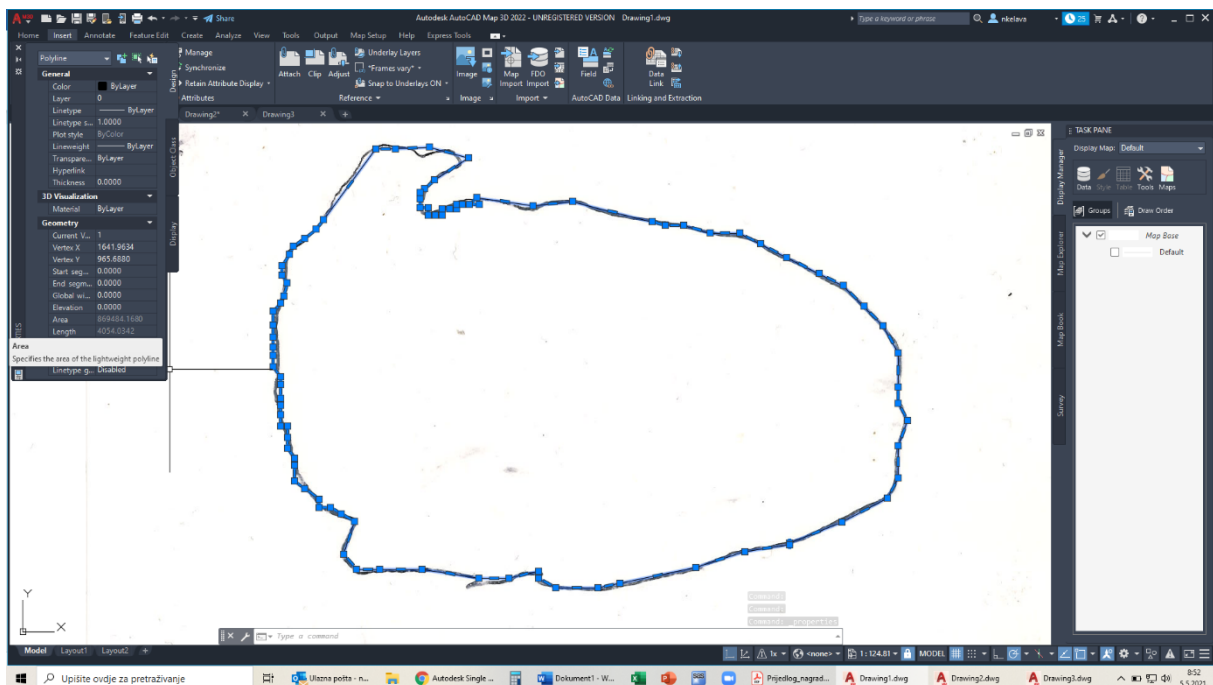 Share
Autodesk AutoCAD Map 3D 2022 - UNREGISTERED VERSION Drawing1.dwg
Type a keyword or phrase
nkelava
25
Home Insert Annotate Feature Edit Create Analyze View Tools Output Map Setup Help Express Tools
Manage
Synchronize
Retain Attribute Display
Attributes
Attach Clip Adjust
Underlay Layers
*Frames vary*
Snap to Underlays ON
Reference
Image
Image
Map Import
FDO Import
Import
Field
AutoCAD Data
Data Link
Linking and Extraction
Drawing2* Drawing3
Polyline
General
Color ByLayer
Layer 0
Linetype ByLayer
Linetype s... 1.0000
Plot style ByColor
Lineweight ByLayer
Transpare... ByLayer
Hyperlink
Thickness 0.0000
3D Visualization
Material ByLayer
Geometry
Current V... 1
Vertex X 1641.9634
Vertex Y 965.6880
Start seg... 0.0000
End segm... 0.0000
Global wi... 0.0000
Elevation 0.0000
Area 869484.1680
Length 4054.0342
Area
Specifies the area of the lightweight polyline
Linetype g... Disabled
Design
Object Class
Display
TASK PANE
Display Map: Default
Data Style Table Tools Maps
Groups Draw Order
Map Base
Default
Display Manager
Map Explorer
Map Book
Survey
Y
X
Command:
Command:
Command: _properties
Type a command
Model Layout1 Layout2 +
1x <none> 1:124.81 MODEL
Upišite ovdje za pretraživanje
Ulazna pošta - n...
Autodesk Single ...
Dokument1 - W...
Prijedlog_nagrad...
Drawing1.dwg
Drawing2.dwg
Drawing3.dwg
8:52
5.5.2021.